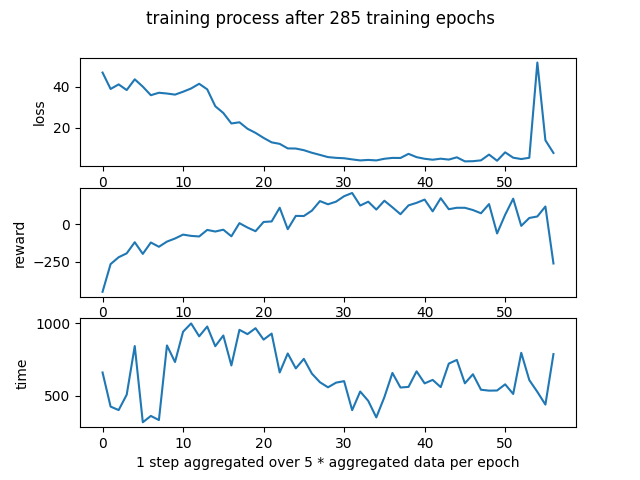 training process after 285 training epochs
40
20
loss
0 10 20 30 40 50
0
−250
reward
0 10 20 30 40 50
1000
500
time
0 10 20 30 40 50
1 step aggregated over 5 * aggregated data per epoch